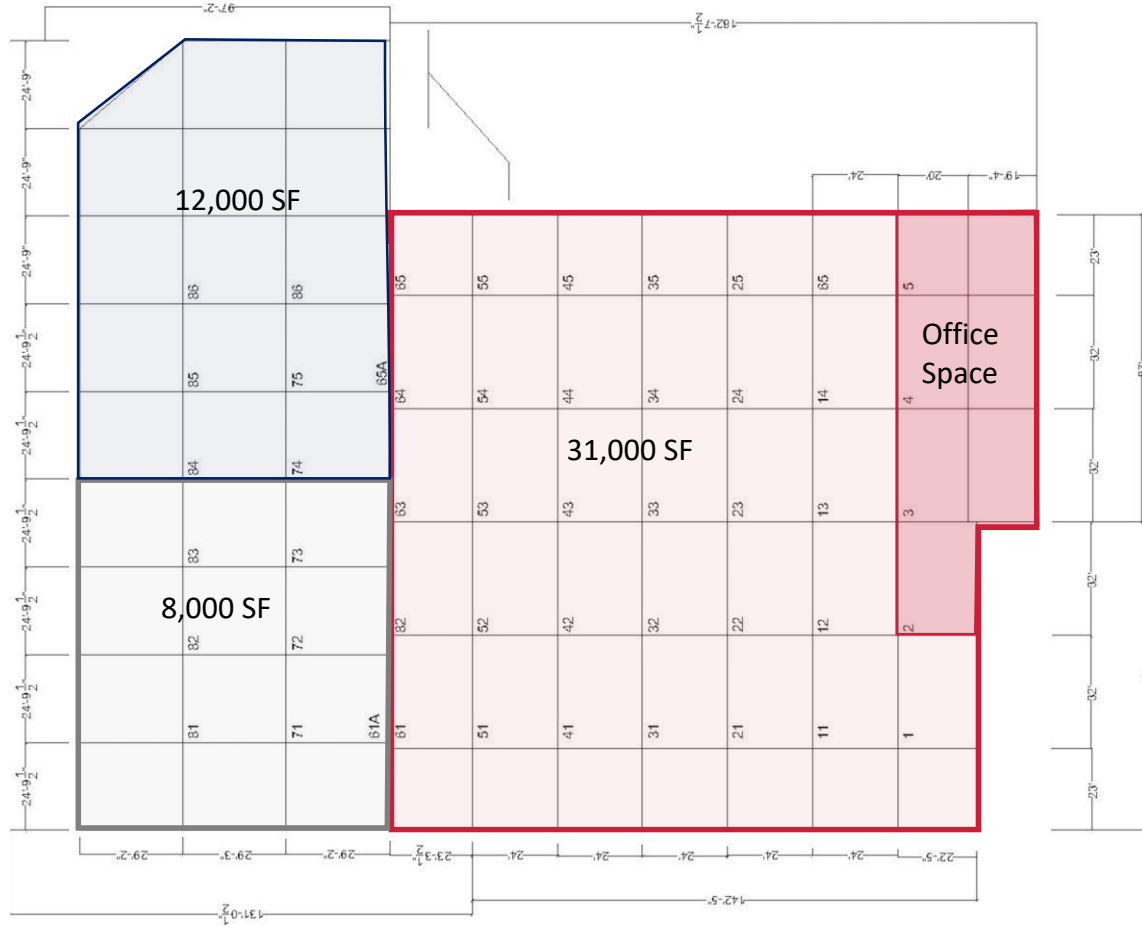 97'-2"
182'-7 1/2"
24'-9"
24'-9"
24'-9"
24'-9 1/2"
24'-9 1/2"
24'-9 1/2"
24'-9 1/2"
24'-9 1/2"
24'-9 1/2"
24' 20' 19'-4"
12,000 SF
86 86
85 75 65A
84 74
83 73
8,000 SF
82 72
81 71 61A
65 55 45 35 25 65 5
Office
Space
64 54 44 34 24 14 4
31,000 SF
63 53 43 33 23 13 3
82 52 42 32 22 12 2
61 51 41 31 21 11 1
23'
32'
32'
32'
32'
23'
29'-2" 29'-3" 29'-2" 23'-3 1/2" 24' 24' 24' 24' 24' 22'-5"
142'-5"
131'-0 1/2"